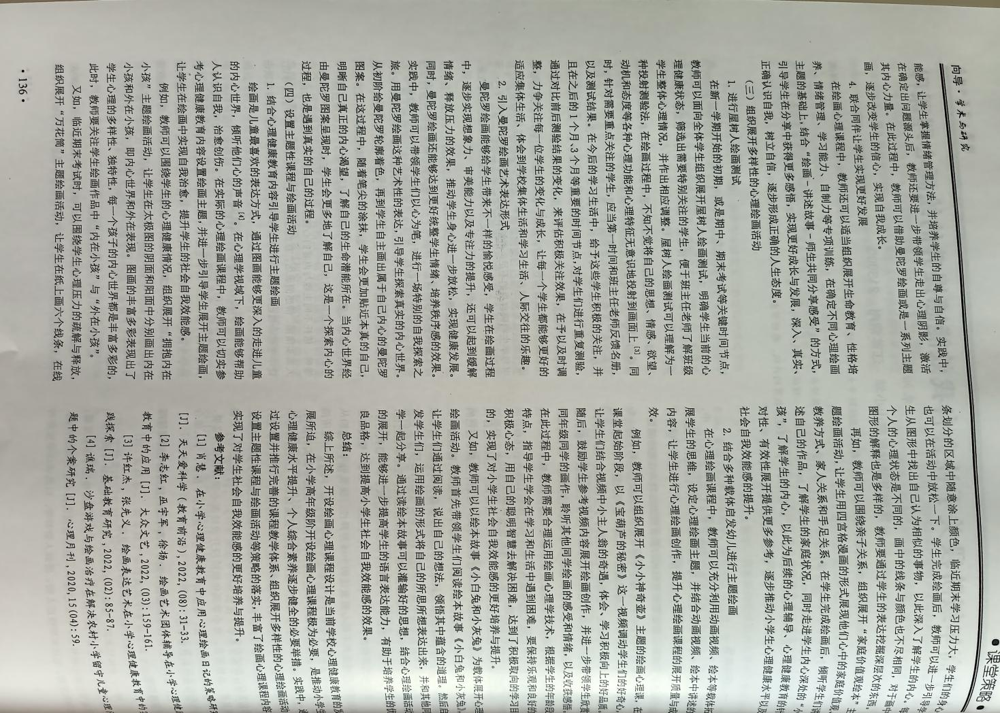 向导·学术与研究
·课堂策略·
能感，让学生掌握情绪管理方法，并培养学生的自尊与自信。实践中，
在确定出问题源头后，教师还要进一步带领学生走出心理阴影，激活
其内心力量。在此过程中，教师可以借助曼陀罗绘画或是一系列主题
画，逐步改变学生的信心，实现自我成长。
4. 联合同伴让学生实现更好发展
在绘画心理课程中，教师还可以适当组织展开生命教育、性格培
养、情绪管理、学习能力、自制力等专项训练，在确定不同心理绘画
主题的基础上，结合“绘画－讲述故事－师生共同分享感受”的方式，
引导学生在分享中获得更多感悟，实现更好成长与发展，深入、真实、
正确认识自我，树立自信，逐步形成正确的人生态度。
（三）组织展开多样性的心理绘画活动
1. 进行屋树人绘画测试
在新一学期开始的初期，或是期中、期末考试等关键时间节点，
教师可以面向全体学生组织展开屋树人绘画测试，明确学生当前的心
理健康状态，筛选出需要特别关注的学生，便于班主任老师了解班级
学生整体心理情况，并作出相应调整。屋树人绘画测试可以理解为一
种投射测验法，在绘画过程中，不知不觉将自己的思想、情感、欲望、
动机和态度等各种心理功能和心理特征无意识地投射到画面上[3]。同
时，针对需要重点关注的学生，应当第一时间和班主任老师反馈名册，
以及测试结果。在今后的学习生活中，给予这些学生积极的关注，并
且在之后的1个月、3个月等重要的时间节点，对学生们进行重复测验，
通过对比前后测验结果的变化，来评估积极关注效果，在予以及时调
整，力争关注每一位学生的变化与成长，让每一个学生都能够更好的
适应集体生活、体会到学校集体生活和学习生活，人际交往的乐趣。
2. 引入曼陀罗绘画艺术表达形式
曼陀罗绘画能够给学生带来不一样的愉悦感受，学生在绘画过程
中，逐步实现想象力、审美能力以及专注力的提升，还可以起到缓解
情绪，释放压力的效果，推动学生身心进一步放松，实现健康发展。
同时，曼陀罗绘画还能够达到更好统整学生情绪、培养秩序感的效果。
实践中，教师可以带领学生们以心为笔，进行一场特别的自我探索之
旅。用曼陀罗绘画这种艺术性的表达，引导学生探索真实的内心世界。
从初阶给曼陀罗轮廓着色，再到学生自主画出属于自己内心的曼陀罗
图案。在这过程中，随着笔尖的涂抹，学生会更加贴近本真的自己，
明晰自己真正的内心渴望，了解自己的生命潜能所在。当内心世界经
由曼陀罗图案呈现时，学生会更多地了解自己，这是一个探索内心的
过程，也是遇到真实的自己的过程。
（四）设置主题性课程与绘画活动
1. 结合心理健康教育内容引导学生进行主题绘画
绘画是儿童最喜欢的表达方式，通过图画能够更深入的走进儿童
的内心世界，倾听他们心的声音[4]。在心理学视域下，绘画能够帮助
人认识自我，治愈创伤。在实际的心理绘画课程中，教师可以切实参
考心理健康教育内容设置绘画主题，并进一步引导学生展开主题绘画，
让学生在绘画中实现自我治愈，提升学生的社会自我效能感。
例如，教师可以围绕学生的心理健康情况，组织展开“拥抱内在
小孩”主题绘画活动，让学生在太极图的阴面和阳面中分别画出内在
小孩和外在小孩，即内心世界和外在表现。图画的丰富多彩表现出了
学生心理的多样性、独特性，每一个孩子的内心世界都是丰富多彩的，
此时，教师要关注学生绘画作品中“内在小孩”与“外在小孩”。
又如，临近期末考试时，可以围绕学生心理压力的疏解与释放，
组织展开“万花筒”主题绘画活动，让学生在纸上画六个线条，在线
条划分的区域中随意涂上颜色，临近期末学习压力大，学生们的身心
也可以在活动中放松一下。学生完成绘画后，教师可以进一步引导学
生从图形中找出自己认为相似的事物，以此深入了解学生的内心。每
个人的心理状态是不同的，画中的线条与颜色也不尽相同，对于画中
图形的解释也是多样的，教师要通过学生的表达挖掘深层次的东西。
再如，教师可以围绕亲子关系，组织展开“家庭价值观绘本”主
题绘画活动，让学生用四宫格漫画的形式展现他们心中的家庭价值观、
教养方式、家人关系和手足关系。在学生完成绘画后，倾听学生们讲
述自己的作品，了解学生的家庭状况，同时走进学生内心深处的“小
孩”，了解学生的内心，以此为后续的心理辅导、心理健康教育的针
对性、有效性展开提供更多参考，逐步推动小学生心理健康水平以及
社会自我效能感的提升。
2. 结合多种载体启发幼儿进行主题绘画
在心理绘画课程中，教师可以充分利用动画视频、绘本等载体拓
展学生的思维，设定心理绘画主题，并结合动画视频、绘本中讲述的
内容，让学生进行心理绘画创作，提升心理绘画课程的展开质量与成
效。
例如，教师可以组织展开《小小神奇壶》主题的绘画心理课，在
课堂起始阶段，以《宝葫芦的秘密》这一视频调动学生们的好奇心，
让学生们结合视频中小主人翁的奇遇，体会、学习积极向上的好品质。
随后，鼓励学生参考视频内容展开绘画创作，并进一步带领学生欣赏
同年级同学的画作，聆听其他同学绘画的感受和情绪，以及收获感悟。
在此过程中，教师需要合理运用绘画心理学技术，根据学生的年龄段
特点，指导学生学会在学习和生活中遇到困难，要保持乐观和良好的
积极心态，用自己的聪明智慧去解决困难，达到了积极取向的学习目
的，实现了对小学生社会自我效能感的更好培养与提升。
又如，教师可以以绘本故事《小白兔和小灰兔》为载体展开心理
绘画活动。教师首先带领学生们阅读绘本故事《小白兔和小灰兔》，
让学生们通过阅读，说出自己的想法，领悟其中蕴含的道理。然后启
发学生们，运用绘画的形式将自己的所思所想表达出来，并和其他同
学一起分享。通过读绘本故事可以灌输好的思想，结合心理绘画活动
的展开，能够进一步提高学生的语言表达能力，有助于培养学生的优
良品格，达到提高小学生社会自我效能感的效果。
总结：
综上所述，开设绘画心理课程设计是当前学校心理健康教育的发
展所迫，在小学高年级阶开设绘画心理课程极为必要，是推动小学生
心理健康水平提升、个人综合素养逐步健全的必要举措。实践中，通
过设置并推行完善的课程教学体系、组织展开多样性的心理绘画活动、
设置主题性课程与绘画活动等策略的落实，丰富了绘画心理课程内容，
实现了对学生社会自我效能感的更好培养与提升。
参考文献：
[1] 肖慧. 在小学心理健康教育中应用心理绘画日记的策略研究
[J]. 天天爱科学（教育前沿）, 2022, (08): 31-33.
[2] 李志红，巫宇军，徐扬. 绘画艺术团体辅导在小学心理健康
教育中的应用 [J]. 大众文艺, 2022, (03): 159-161.
[3] 许红杰，张先义. 绘画表达艺术在小学心理健康教育中的实
践探索 [J]. 基础教育研究, 2022, (02): 85-87.
[4] 谯瑞. 沙盘游戏与绘画治疗在解决农村小学留守儿童心理问
题中的个案研究 [J]. 心理月刊, 2020, 15(04): 59.
·136·